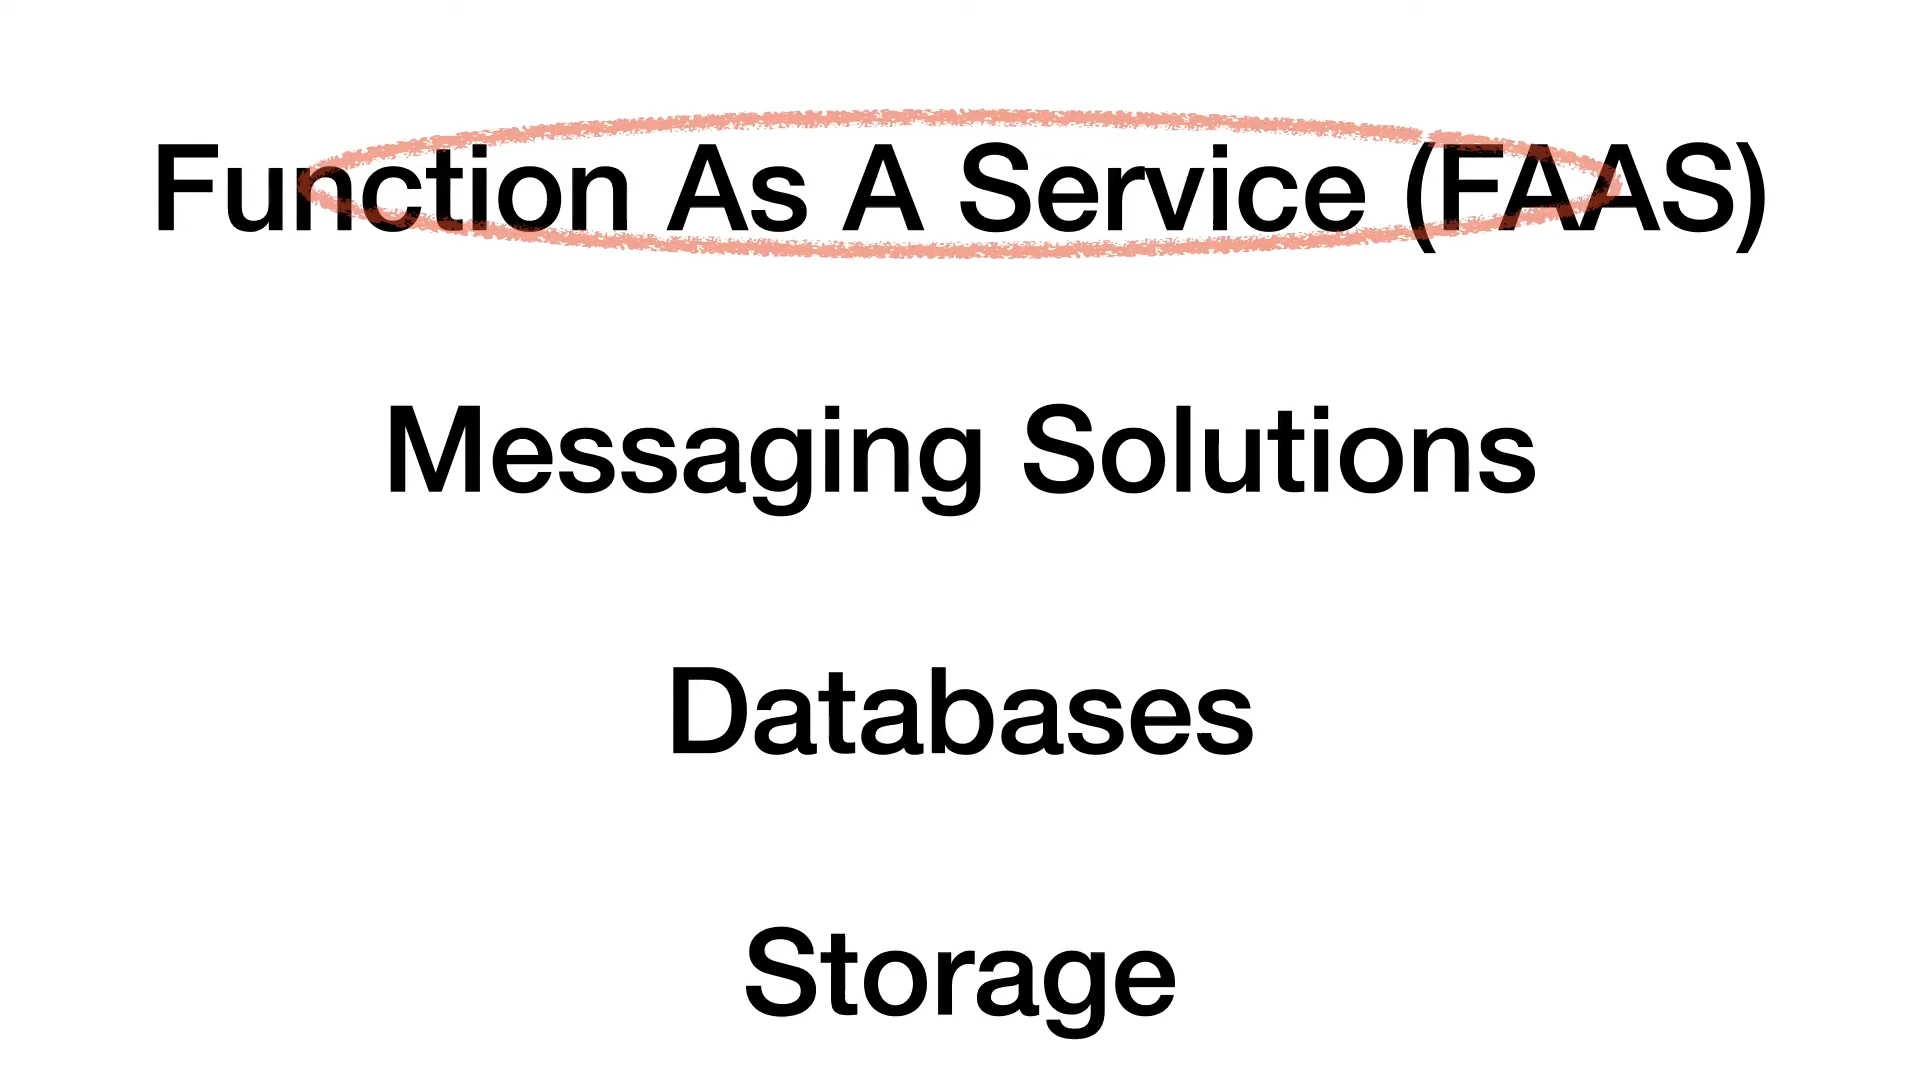 Function As A Service (FAAS)
Messaging Solutions
Databases
Storage